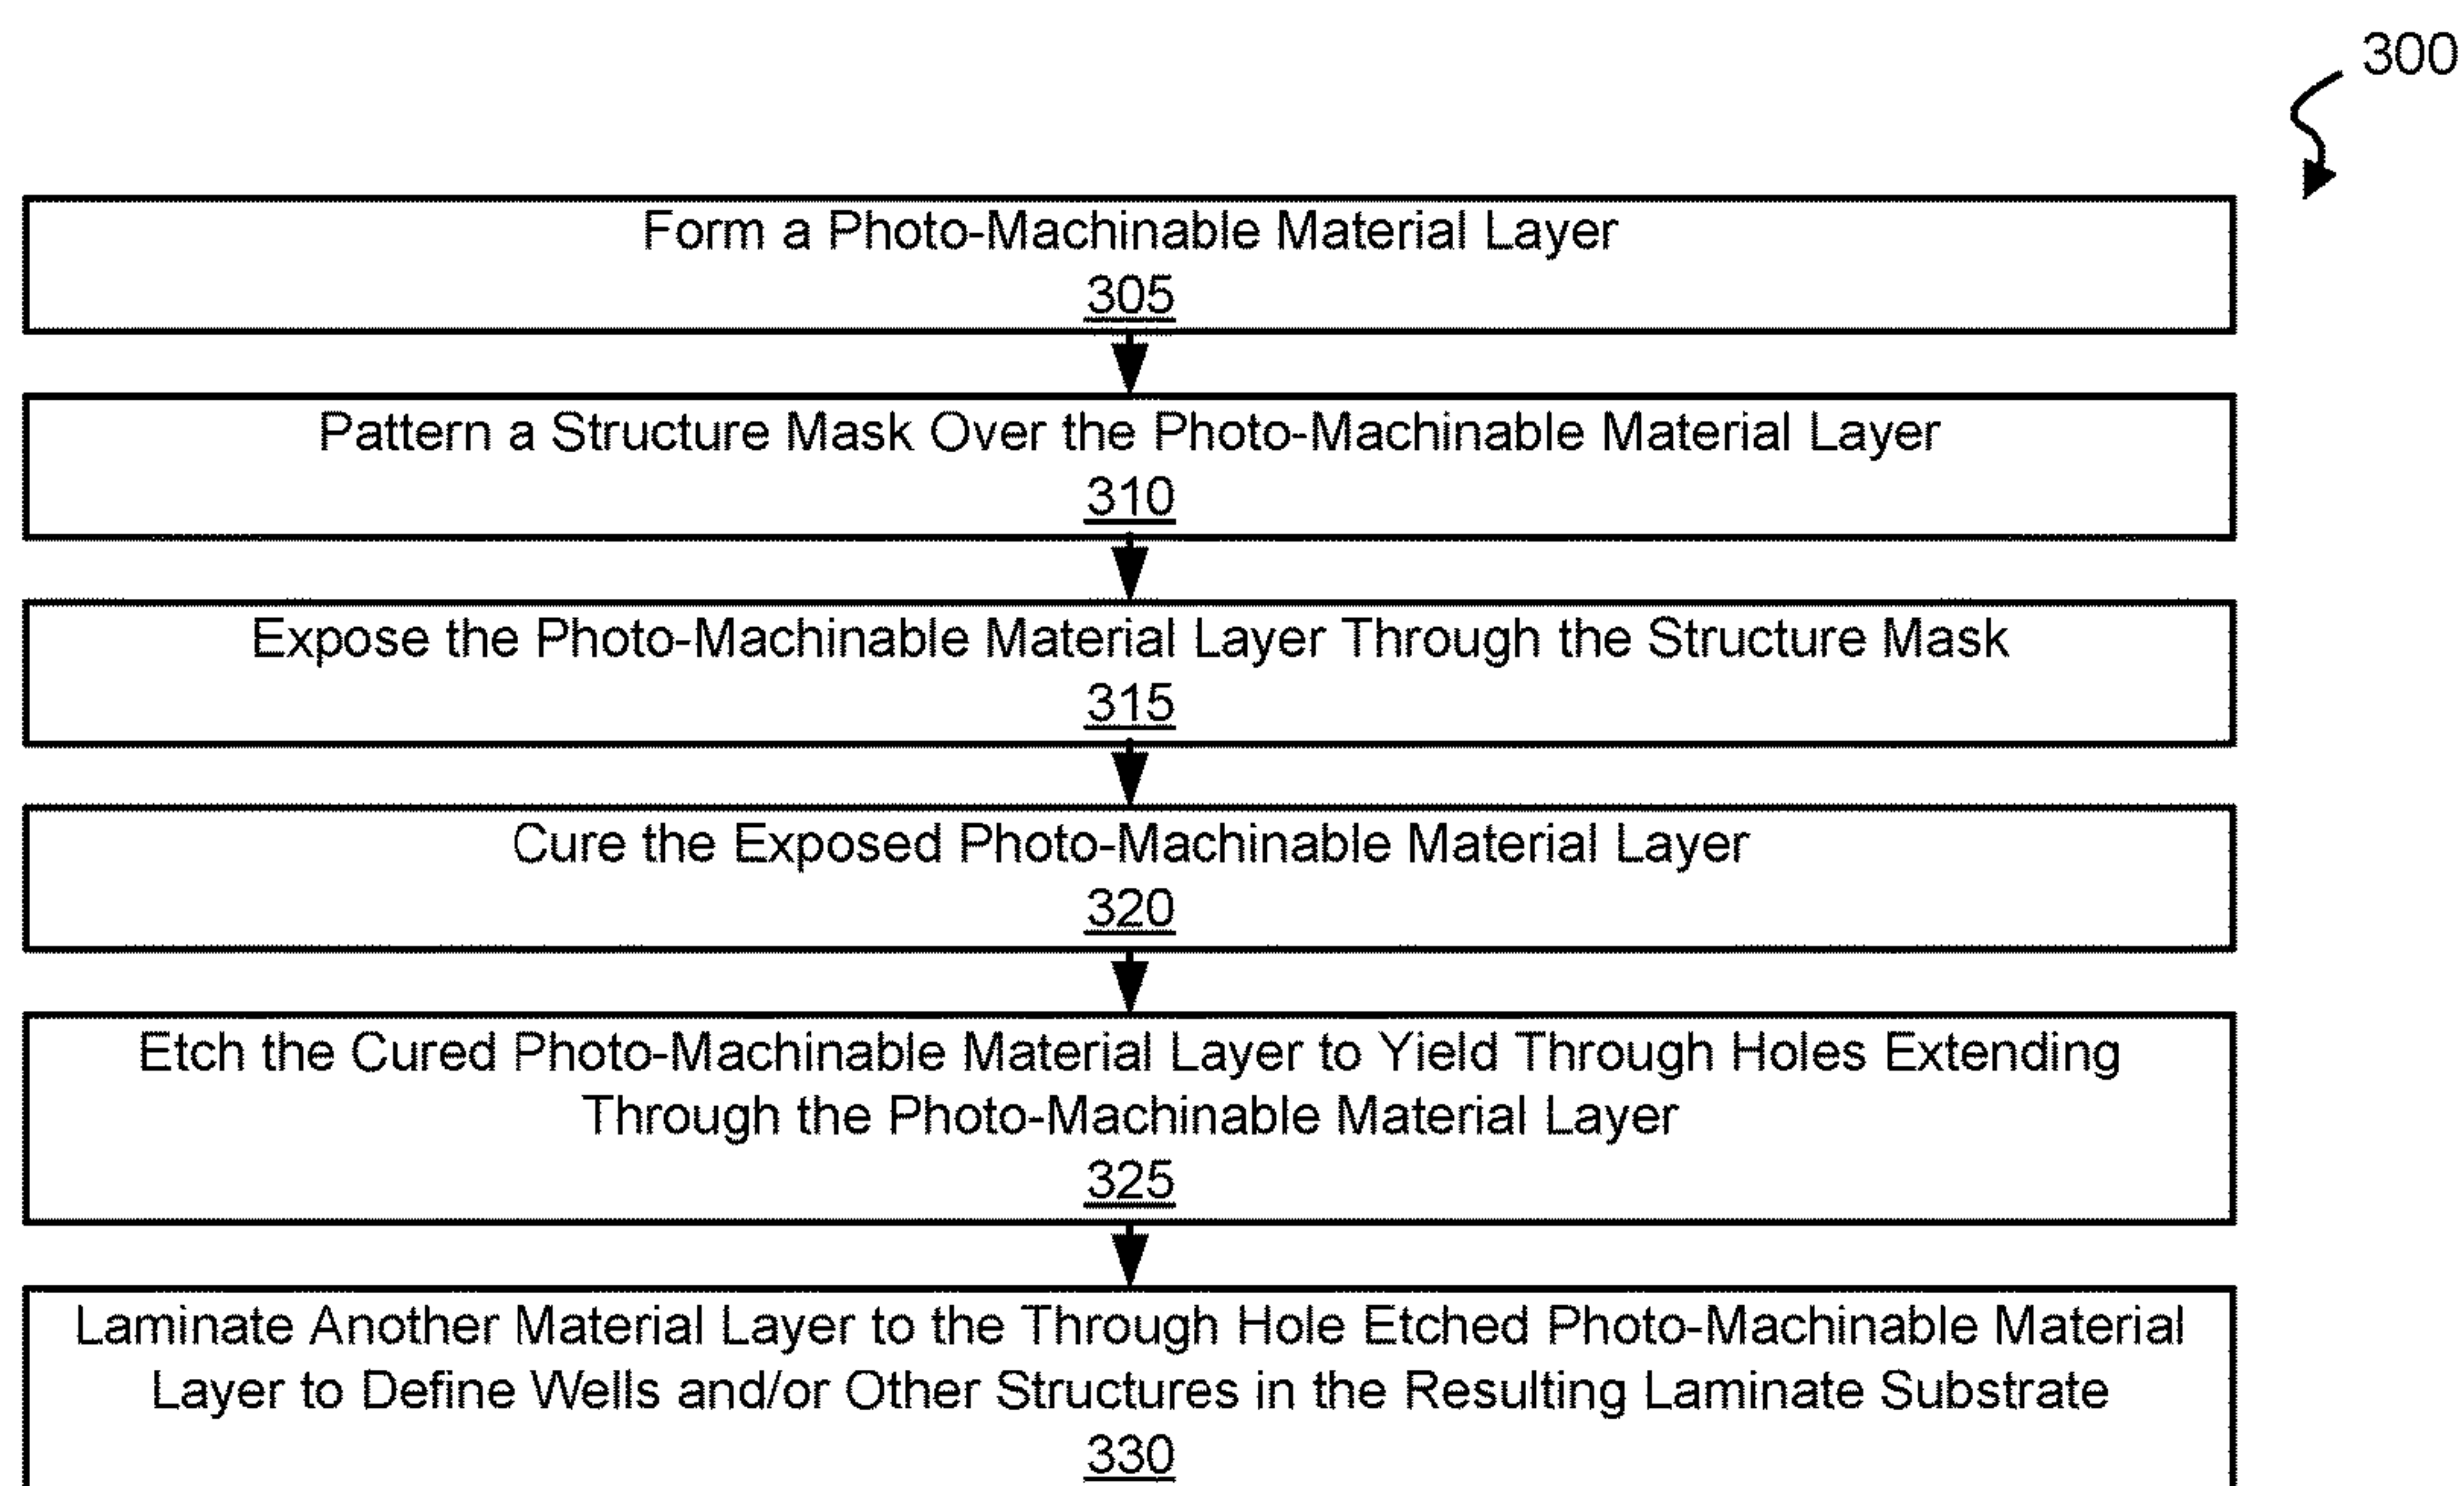 300
Form a Photo-Machinable Material Layer
305
Pattern a Structure Mask Over the Photo-Machinable Material Layer
310
Expose the Photo-Machinable Material Layer Through the Structure Mask
315
Cure the Exposed Photo-Machinable Material Layer
320
Etch the Cured Photo-Machinable Material Layer to Yield Through Holes Extending
Through the Photo-Machinable Material Layer
325
Laminate Another Material Layer to the Through Hole Etched Photo-Machinable Material
Layer to Define Wells and/or Other Structures in the Resulting Laminate Substrate
330